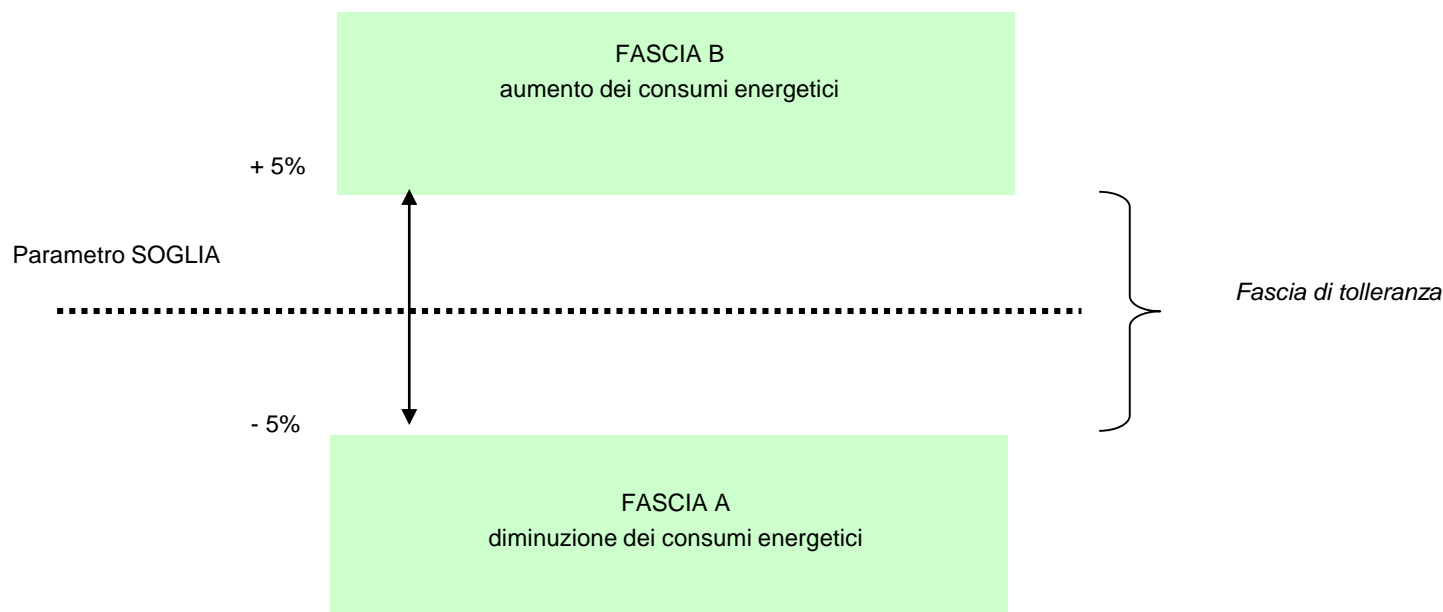 FASCIA B
aumento dei consumi energetici
+ 5%
Parametro SOGLIA
Fascia di tolleranza
- 5%
FASCIA A
diminuzione dei consumi energetici